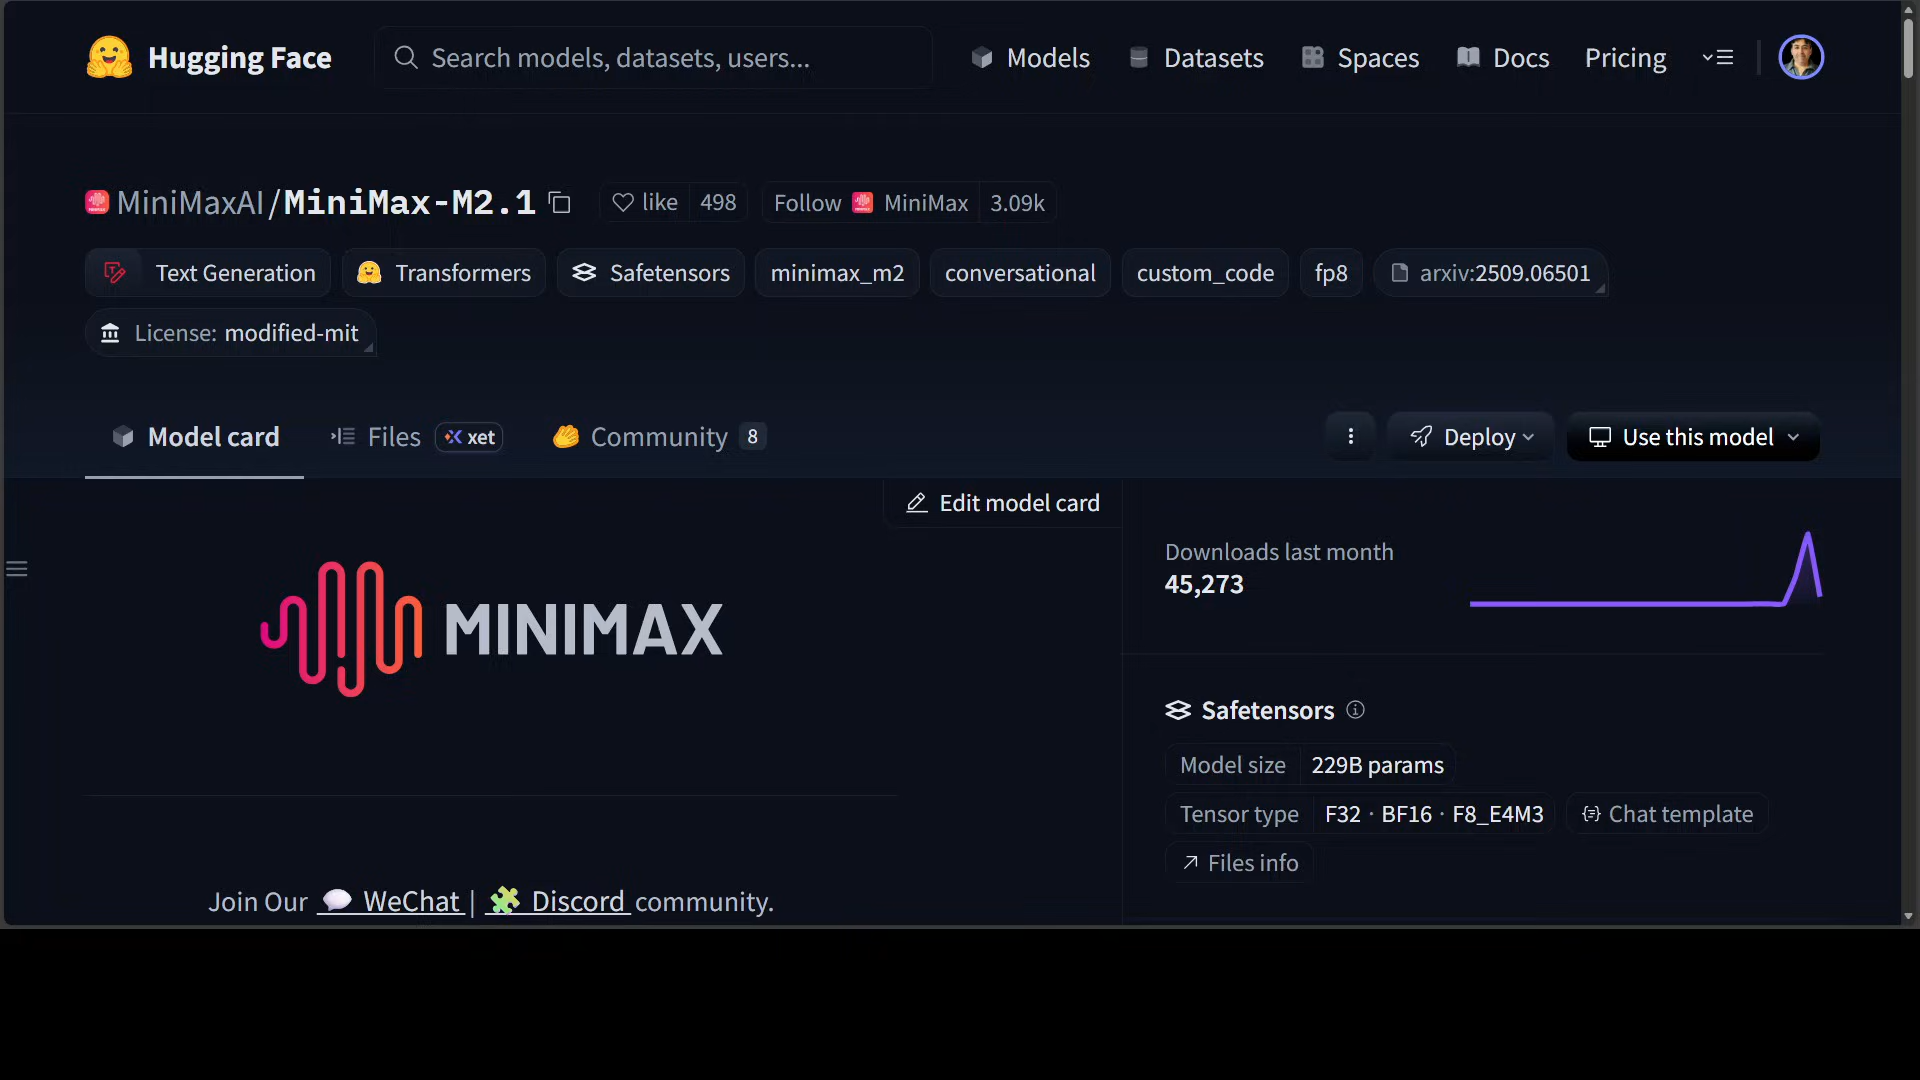 Hugging Face Search models, datasets, users... Models Datasets Spaces Docs Pricing
MiniMaxAI/MiniMax-M2.1 like 498 Follow MiniMax 3.09k
Text Generation Transformers Safetensors minimax_m2 conversational custom_code fp8 arxiv:2509.06501
License: modified-mit
Model card Files xet Community 8 Deploy Use this model
Edit model card
MINIMAX
Join Our WeChat | Discord community.
Downloads last month
45,273
Safetensors
Model size 229B params
Tensor type F32 · BF16 · F8_E4M3 Chat template
Files info